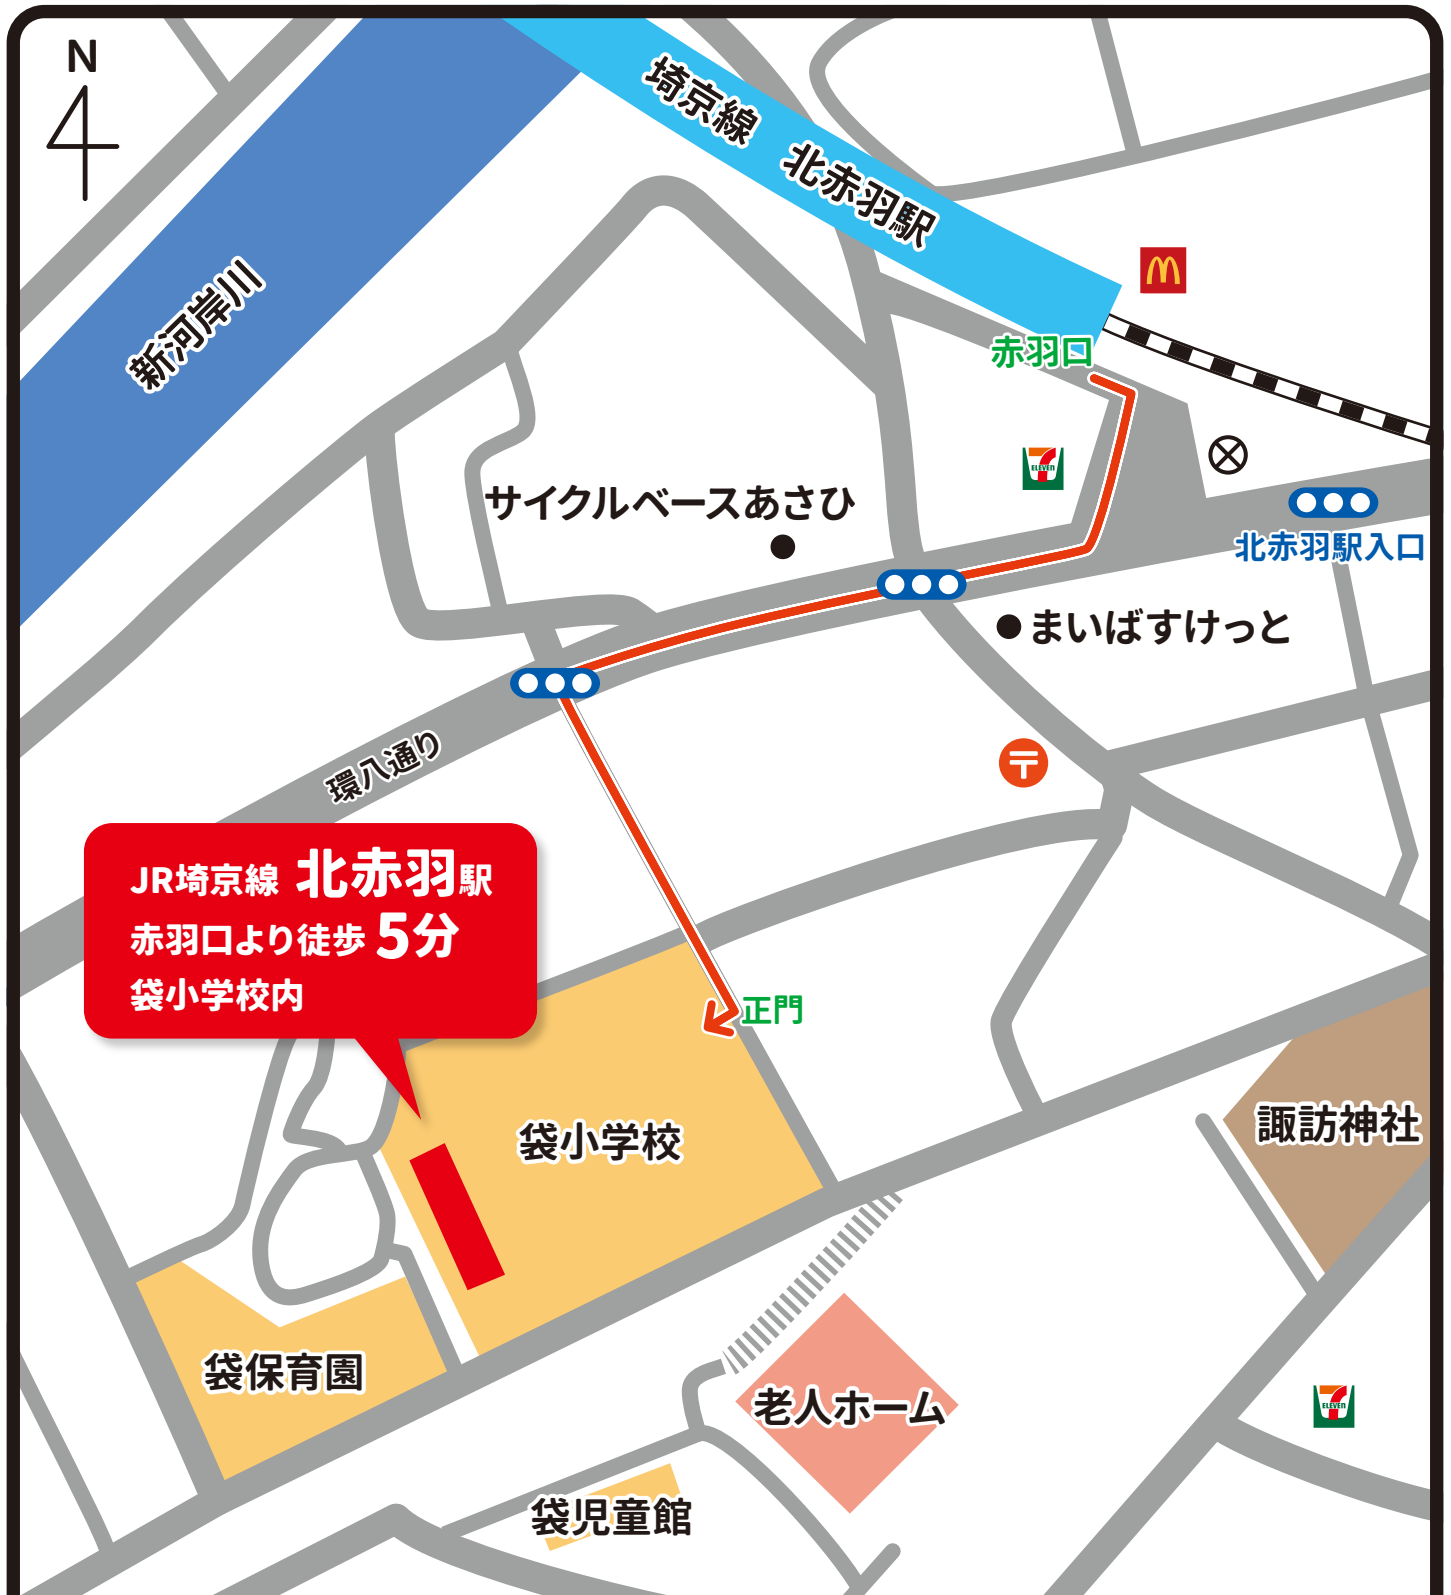 N
埼京線 北赤羽駅
新河岸川
赤羽口
ELEVEN
サイクルベースあさひ
北赤羽駅入口
まいばすけっと
環八通り
JR埼京線 北赤羽駅
赤羽口より徒歩 5分
袋小学校内
正門
袋小学校
諏訪神社
袋保育園
老人ホーム
ELEVEN
袋児童館